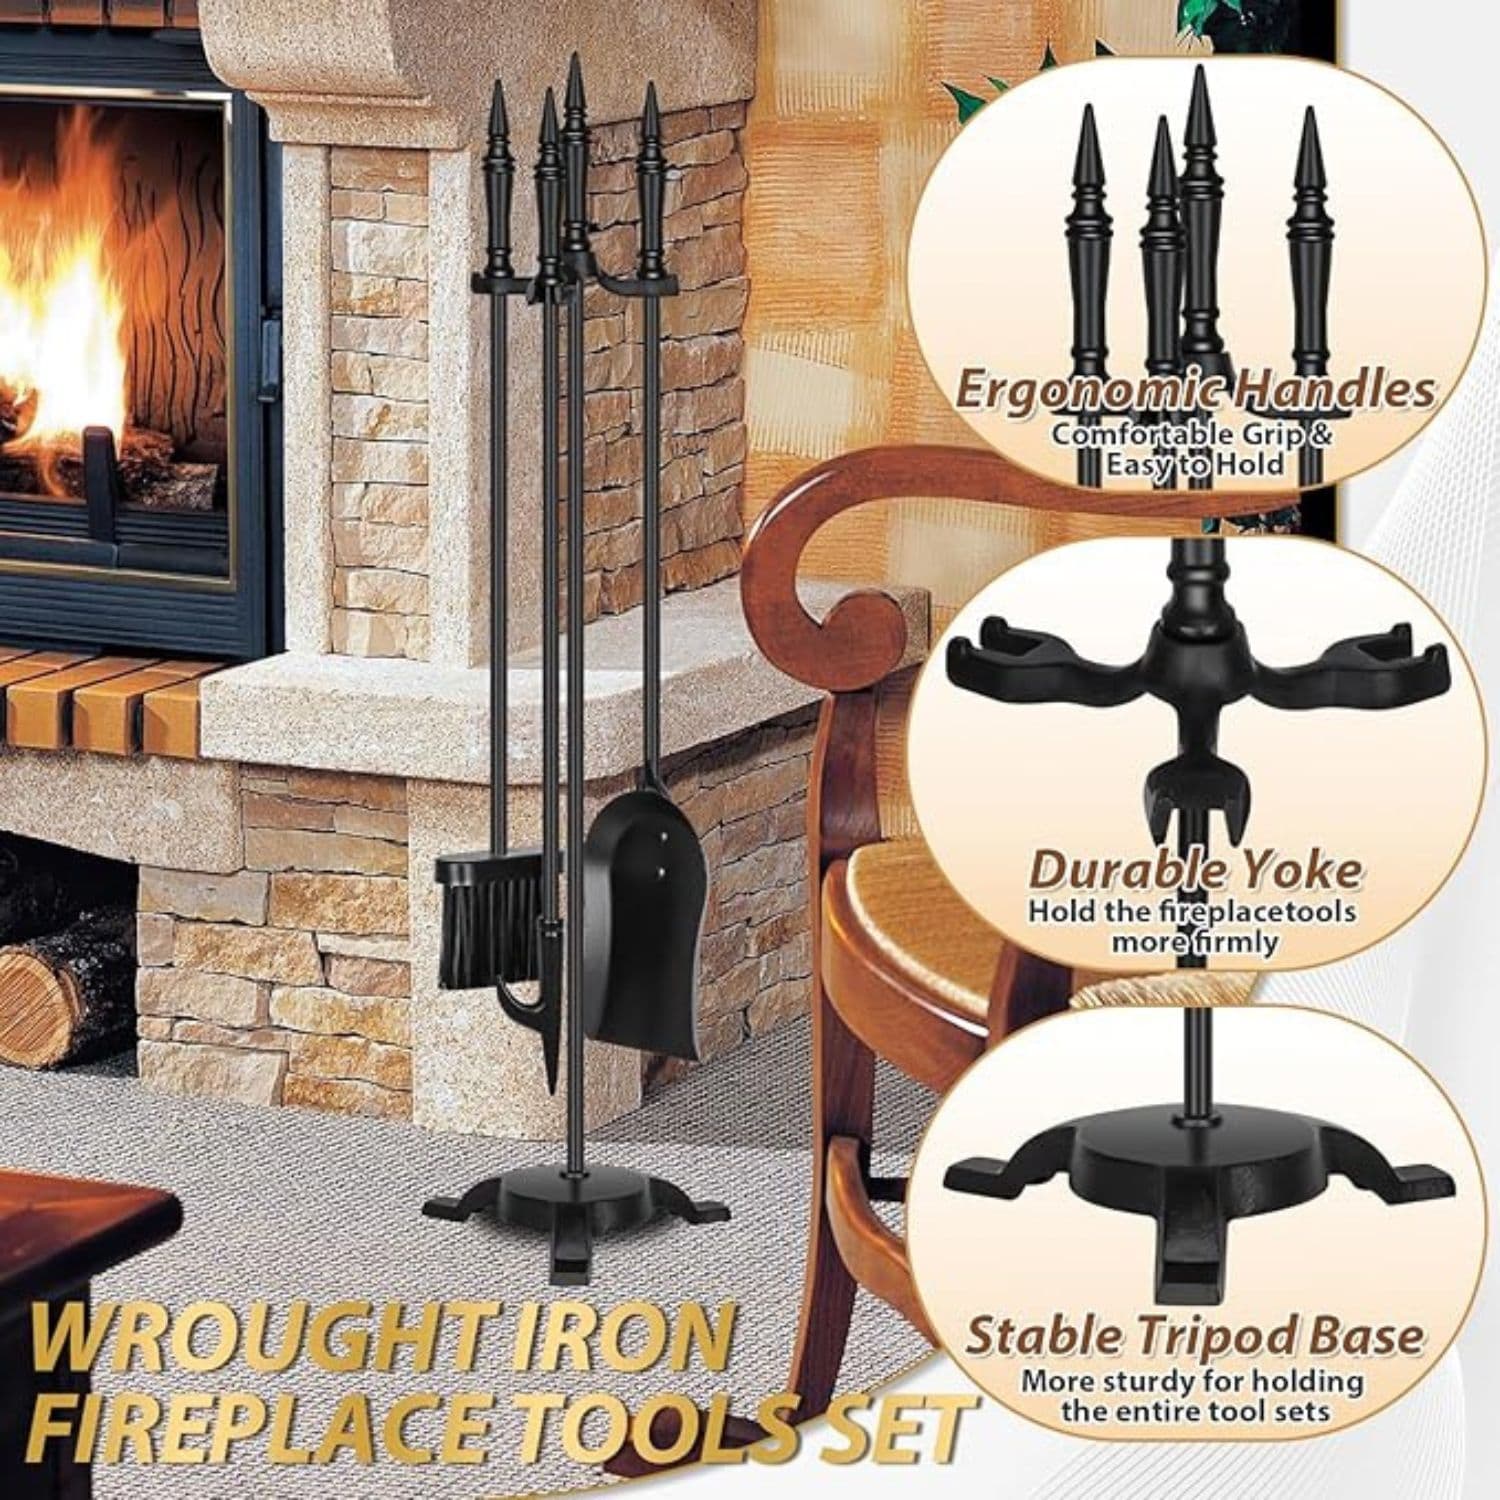 Ergonomic Handles
Comfortable Grip &
Easy to Hold
Durable Yoke
Hold the fireplacetools
more firmly
Stable Tripod Base
More sturdy for holding
the entire tool sets
WROUGHT IRON
FIREPLACE TOOLS SET